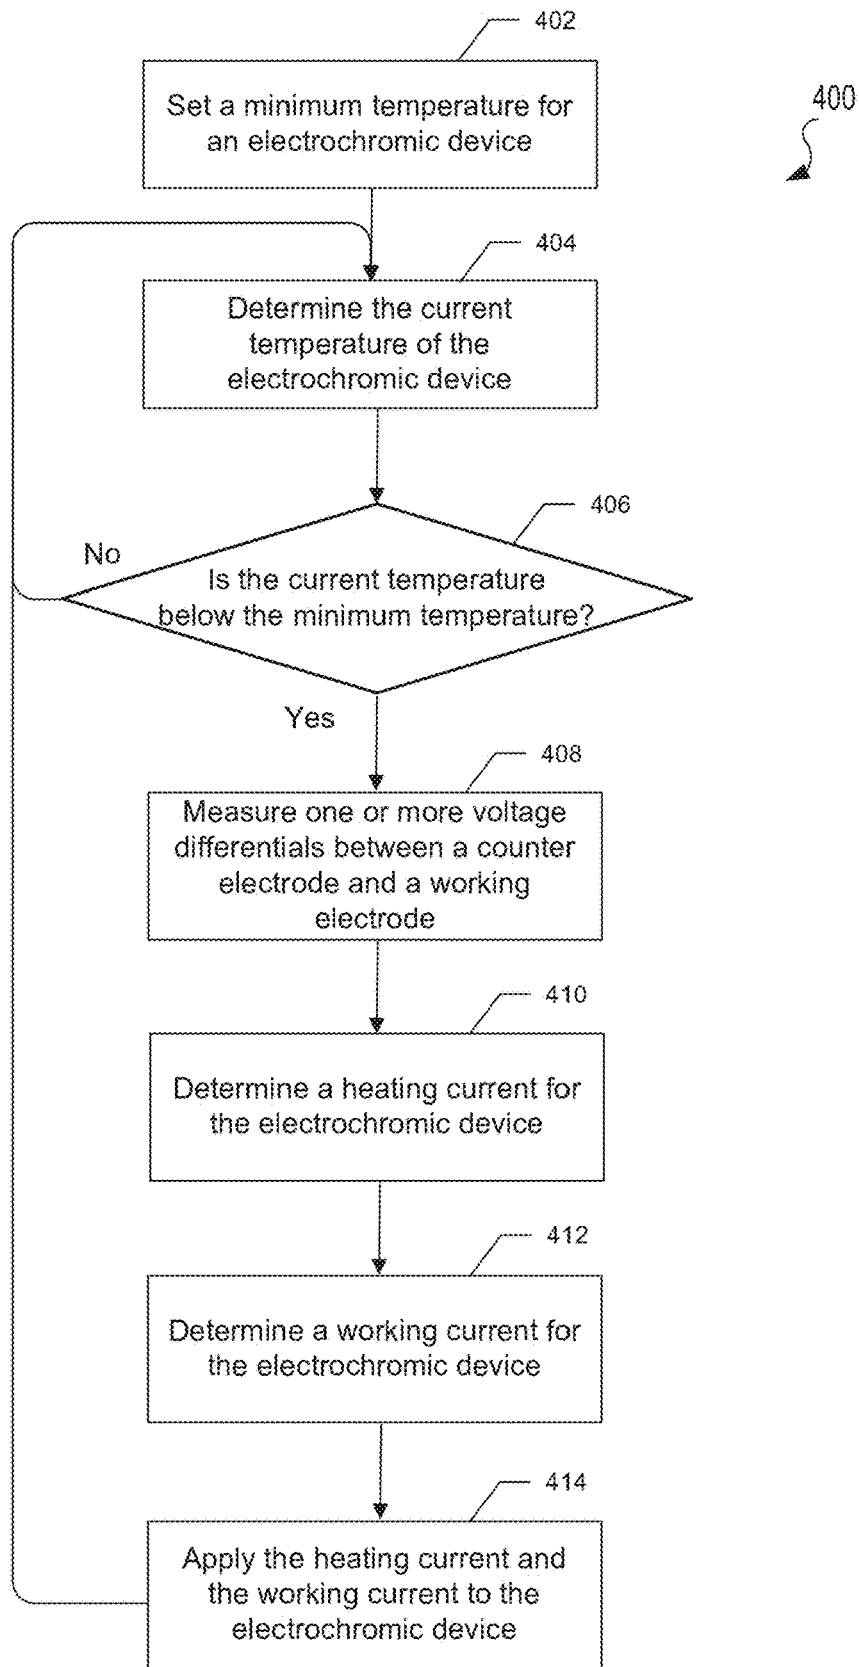 402
Set a minimum temperature for
an electrochromic device
400
404
Determine the current
temperature of the
electrochromic device
406
No
Is the current temperature
below the minimum temperature?
Yes
408
Measure one or more voltage
differentials between a counter
electrode and a working
electrode
410
Determine a heating current for
the electrochromic device
412
Determine a working current for
the electrochromic device
414
Apply the heating current and
the working current to the
electrochromic device